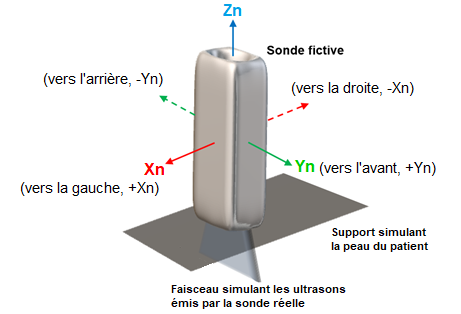 Zn
Sonde fictive
(vers l'arrière, -Yn)
(vers la droite, -Xn)
Xn
Yn (vers l'avant, +Yn)
(vers la gauche, +Xn)
Support simulant
la peau du patient
Faisceau simulant les ultrasons
émis par la sonde réelle